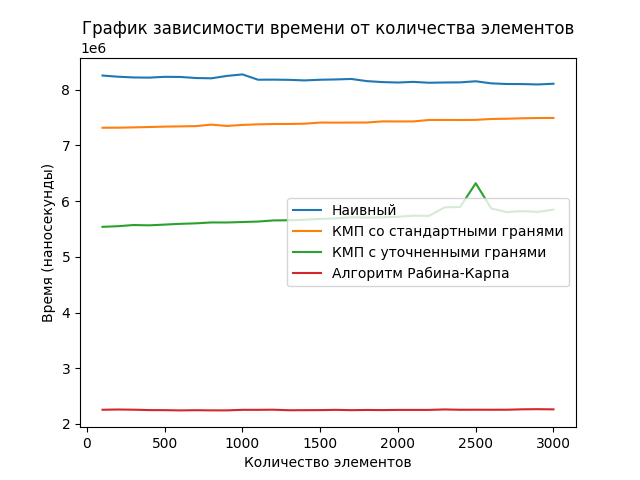 График зависимости времени от количества элементов
1e6
8
7
6
5
4
3
2
Время (наносекунды)
Наивный
КМП со стандартными гранями
КМП с уточненными гранями
Алгоритм Рабина-Карпа
0 500 1000 1500 2000 2500 3000
Количество элементов